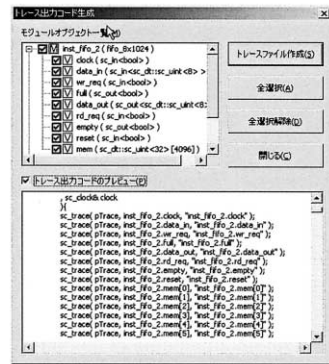 トレース出力コード生成
モジュールオブジェクト一覧(M)
inst_fifo_2 ( fifo_8x1024 )
clock ( sc_in<bool> )
data_in ( sc_in<sc_dt::sc_uint<8> >
wr_req ( sc_in<bool> )
full ( sc_out<bool> )
data_out ( sc_out<sc_dt::sc_uint<8>
rd_req ( sc_in<bool> )
empty ( sc_out<bool> )
reset ( sc_in<bool> )
mem ( sc_dt::sc_uint<32> [4096] )
トレースファイル作成(S)
全選択(A)
全選択解除(D)
閉じる(C)
トレース出力コードのプレビュー(P)
, sc_clock& clock
){
sc_trace( pTrace, inst_fifo_2.clock, "inst_fifo_2.clock" );
sc_trace( pTrace, inst_fifo_2.data_in, "inst_fifo_2.data_in" );
sc_trace( pTrace, inst_fifo_2.wr_req, "inst_fifo_2.wr_req" );
sc_trace( pTrace, inst_fifo_2.full, "inst_fifo_2.full" );
sc_trace( pTrace, inst_fifo_2.data_out, "inst_fifo_2.data_out" );
sc_trace( pTrace, inst_fifo_2.rd_req, "inst_fifo_2.rd_req" );
sc_trace( pTrace, inst_fifo_2.empty, "inst_fifo_2.empty" );
sc_trace( pTrace, inst_fifo_2.reset, "inst_fifo_2.reset" );
sc_trace( pTrace, inst_fifo_2.mem[0], "inst_fifo_2.mem[0]" );
sc_trace( pTrace, inst_fifo_2.mem[1], "inst_fifo_2.mem[1]" );
sc_trace( pTrace, inst_fifo_2.mem[2], "inst_fifo_2.mem[2]" );
sc_trace( pTrace, inst_fifo_2.mem[3], "inst_fifo_2.mem[3]" );
sc_trace( pTrace, inst_fifo_2.mem[4], "inst_fifo_2.mem[4]" );
sc_trace( pTrace, inst_fifo_2.mem[5], "inst_fifo_2.mem[5]" );